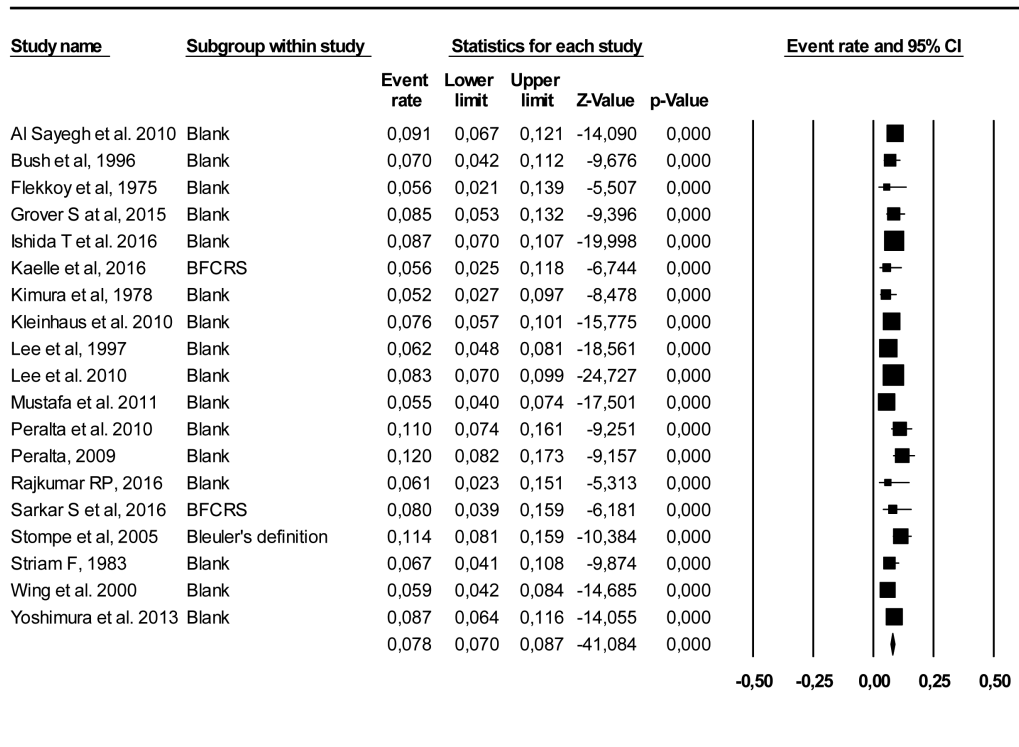 Study name Subgroup within study Statistics for each study Event rate and 95% CI
Event Lower Upper
rate limit limit Z-Value p-Value
Al Sayegh et al. 2010 Blank 0,091 0,067 0,121 -14,090 0,000
Bush et al, 1996 Blank 0,070 0,042 0,112 -9,676 0,000
Flekkoy et al, 1975 Blank 0,056 0,021 0,139 -5,507 0,000
Grover S at al, 2015 Blank 0,085 0,053 0,132 -9,396 0,000
Ishida T et al. 2016 Blank 0,087 0,070 0,107 -19,998 0,000
Kaelle et al, 2016 BFCRS 0,056 0,025 0,118 -6,744 0,000
Kimura et al, 1978 Blank 0,052 0,027 0,097 -8,478 0,000
Kleinhaus et al. 2010 Blank 0,076 0,057 0,101 -15,775 0,000
Lee et al, 1997 Blank 0,062 0,048 0,081 -18,561 0,000
Lee et al. 2010 Blank 0,083 0,070 0,099 -24,727 0,000
Mustafa et al. 2011 Blank 0,055 0,040 0,074 -17,501 0,000
Peralta et al. 2010 Blank 0,110 0,074 0,161 -9,251 0,000
Peralta, 2009 Blank 0,120 0,082 0,173 -9,157 0,000
Rajkumar RP, 2016 Blank 0,061 0,023 0,151 -5,313 0,000
Sarkar S et al, 2016 BFCRS 0,080 0,039 0,159 -6,181 0,000
Stompe et al, 2005 Bleuler's definition 0,114 0,081 0,159 -10,384 0,000
Striam F, 1983 Blank 0,067 0,041 0,108 -9,874 0,000
Wing et al. 2000 Blank 0,059 0,042 0,084 -14,685 0,000
Yoshimura et al. 2013 Blank 0,087 0,064 0,116 -14,055 0,000
0,078 0,070 0,087 -41,084 0,000
-0,50 -0,25 0,00 0,25 0,50